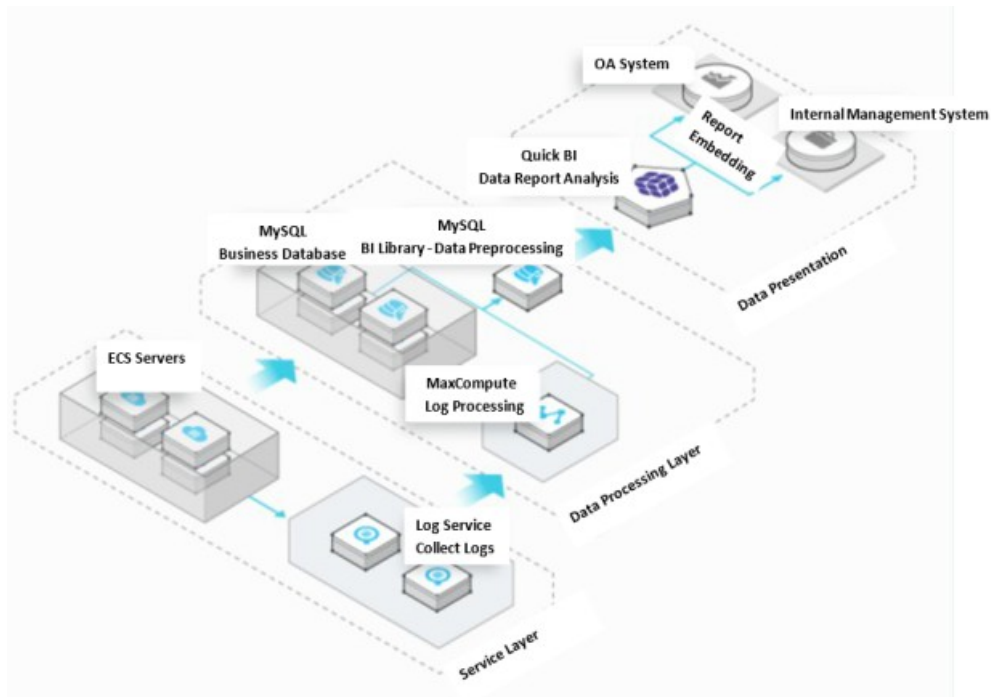 OA System
Internal Management System
Report
Embedding
Quick BI
Data Report Analysis
Data Presentation
MySQL
Business Database
MySQL
BI Library - Data Preprocessing
MaxCompute
Log Processing
Data Processing Layer
ECS Servers
Log Service
Collect Logs
Service Layer